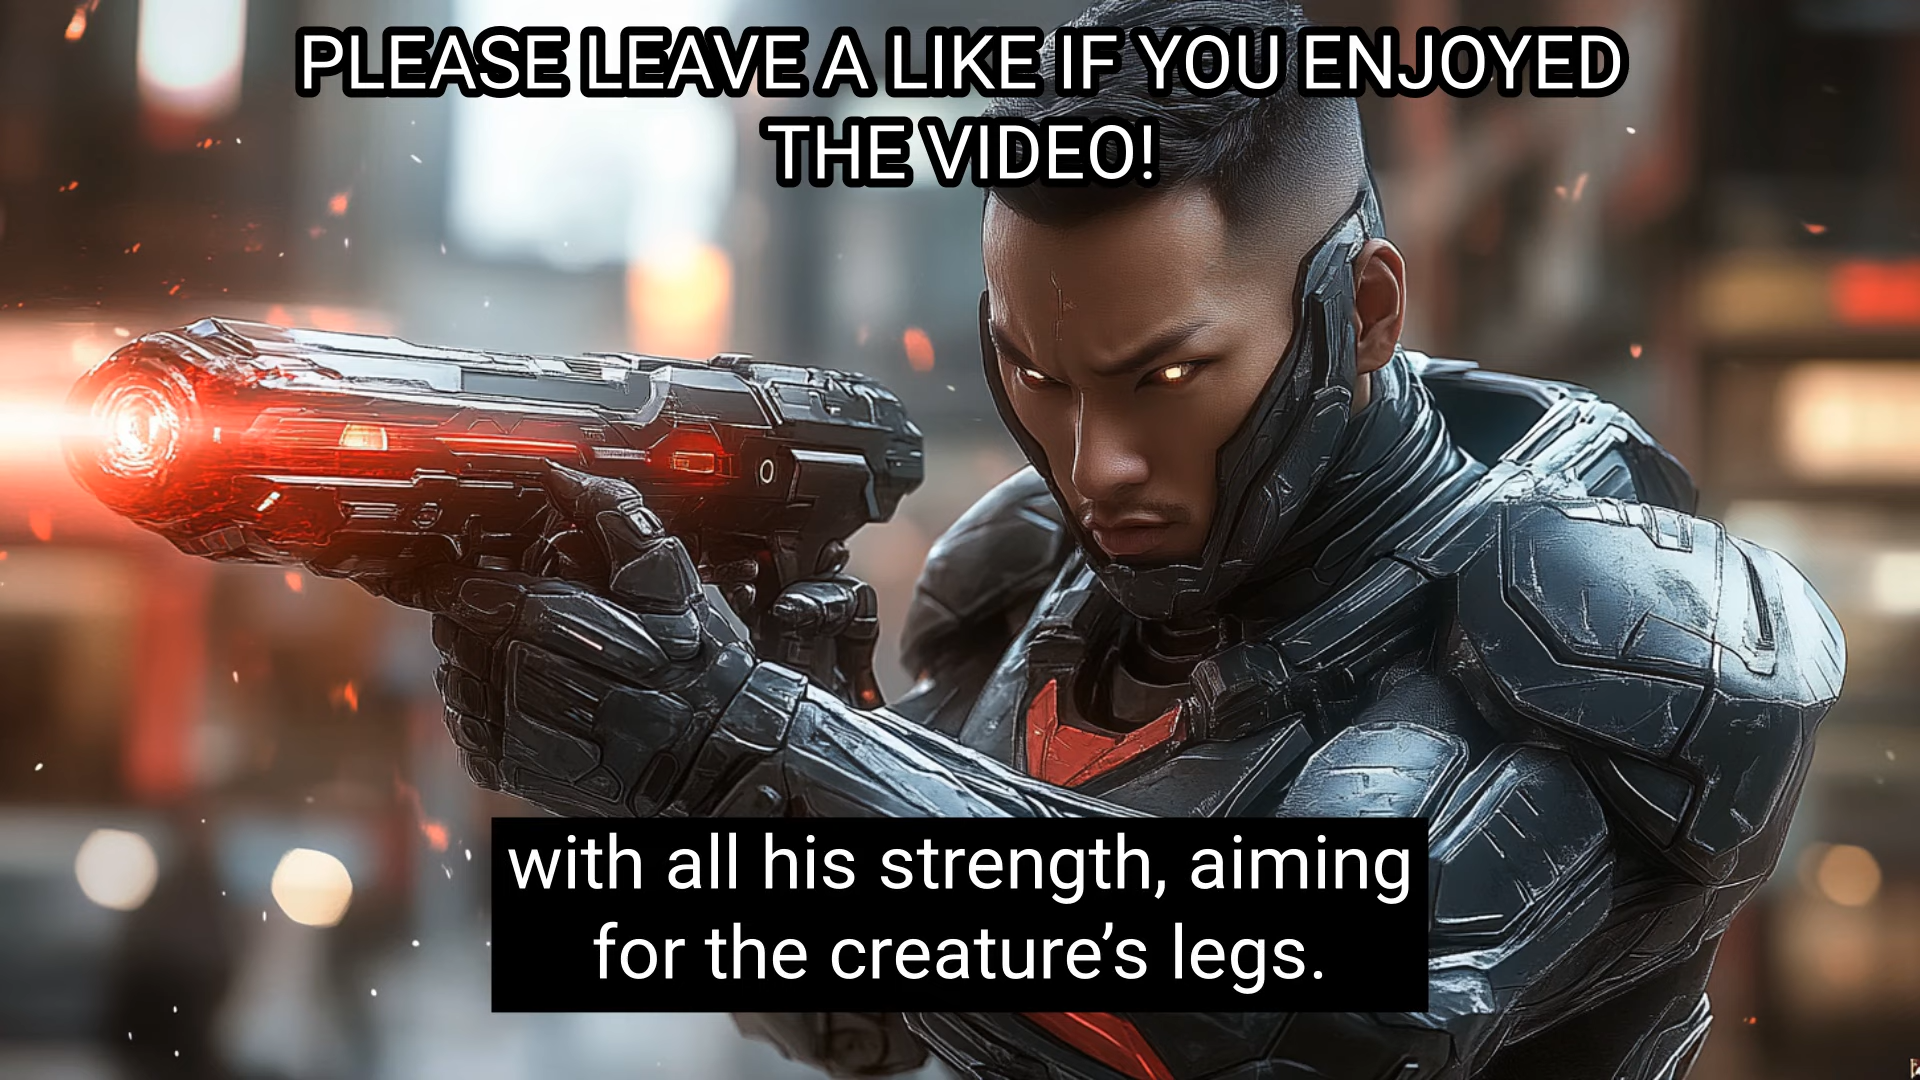 PLEASE LEAVE A LIKE IF YOU ENJOYED
THE VIDEO!
with all his strength, aiming
for the creature’s legs.